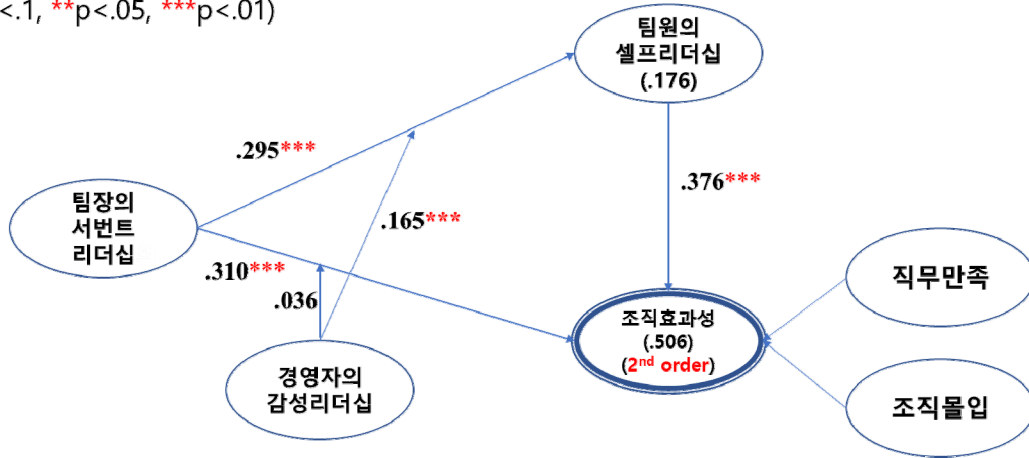 <.1, **p<.05, ***p<.01)
팀원의
셀프리더십
(.176)
.295***
.376***
팀장의
서번트
리더십
.165***
.310***
.036
직무만족
조직효과성
(.506)
(2nd order)
경영자의
감성리더십
조직몰입